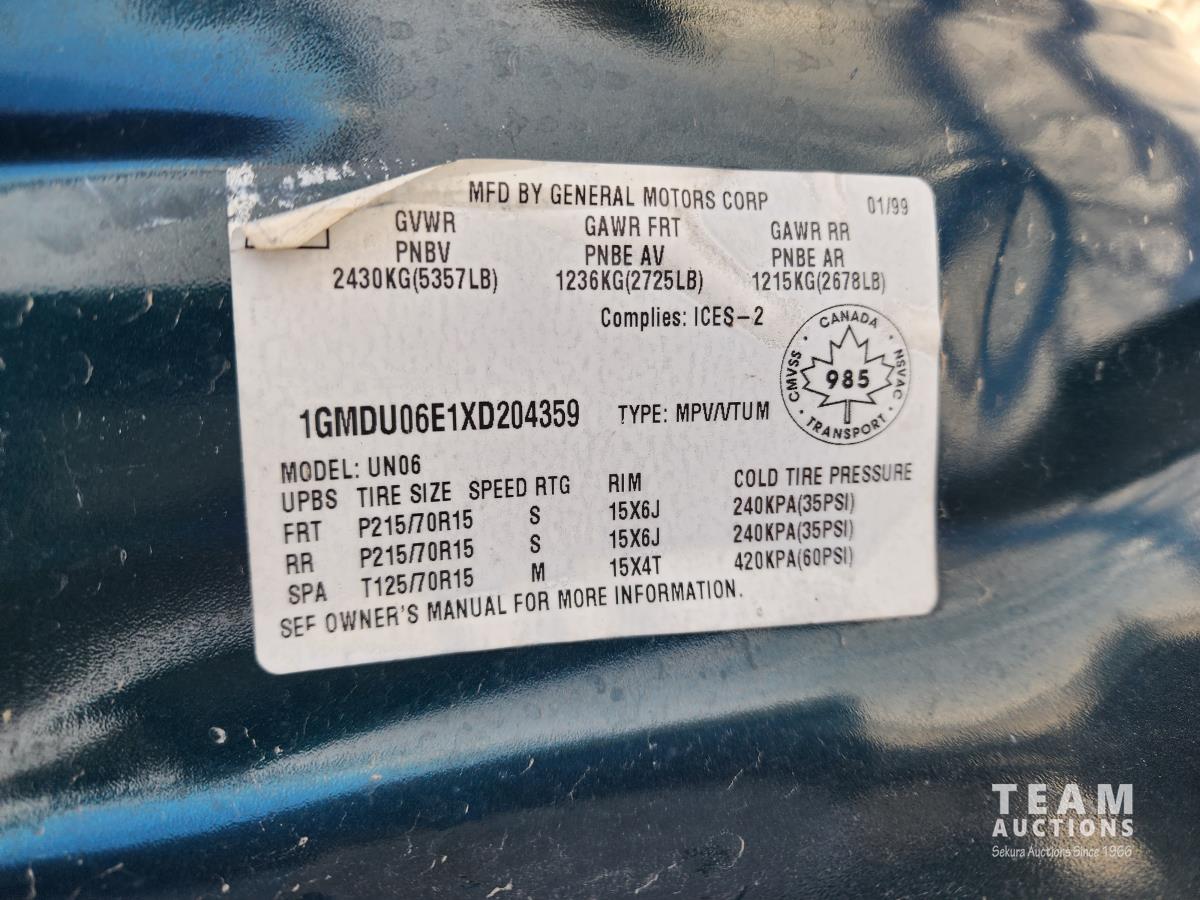 MFD BY GENERAL MOTORS CORP 01/99
GVWR GAWR FRT GAWR RR
PNBV PNBE AV PNBE AR
2430KG(5357LB) 1236KG(2725LB) 1215KG(2678LB)
Complies: ICES-2
CANADA
CMVSS 985 NSVAC
TRANSPORT
1GMDU06E1XD204359 TYPE: MPV/VTUM
MODEL: UN06
UPBS TIRE SIZE SPEED RTG RIM COLD TIRE PRESSURE
FRT P215/70R15 S 15X6J 240KPA(35PSI)
RR P215/70R15 S 15X6J 240KPA(35PSI)
SPA T125/70R15 M 15X4T 420KPA(60PSI)
SEE OWNER'S MANUAL FOR MORE INFORMATION.
TEAM
AUCTIONS
Sekura Auctions Since 1966